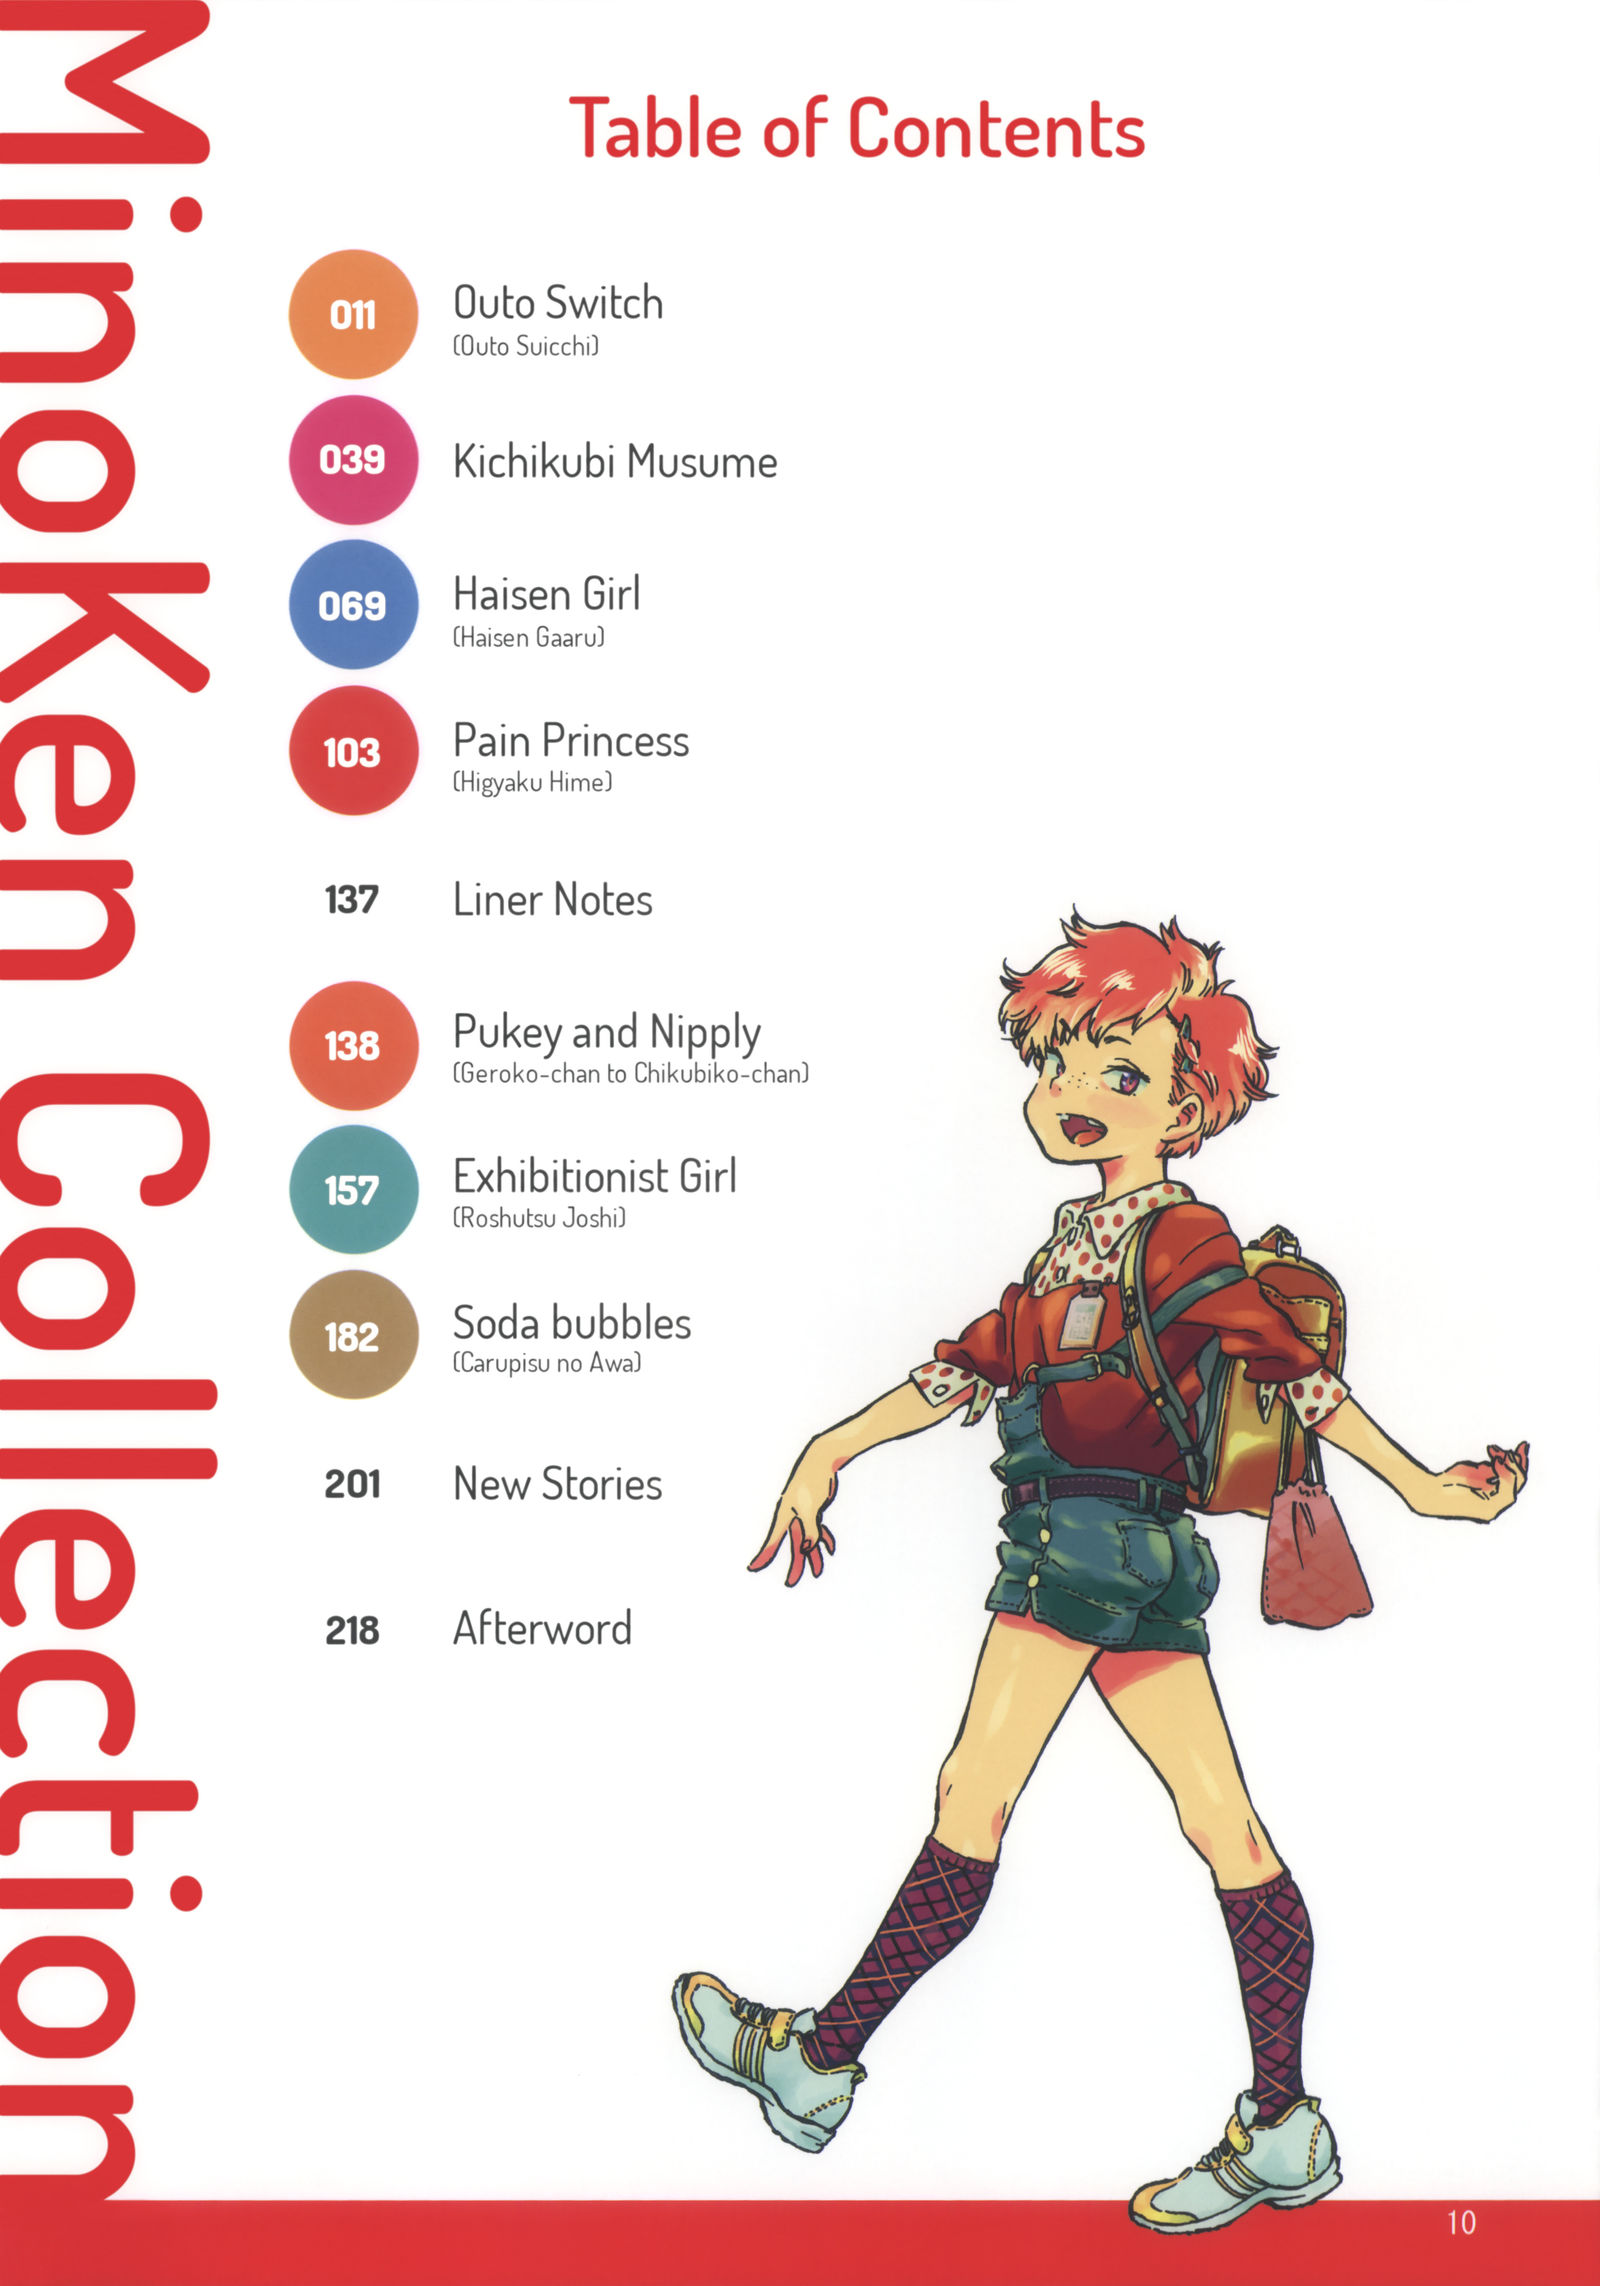 MinoKen Collection
Table of Contents
011
Outo Switch
(Outo Suicchi)
039
Kichikubi Musume
069
Haisen Girl
(Haisen Gaaru)
103
Pain Princess
(Higyaku Hime)
137
Liner Notes
138
Pukey and Nipply
(Geroko-chan to Chikubiko-chan)
157
Exhibitionist Girl
(Roshutsu Joshi)
182
Soda bubbles
(Carupisu no Awa)
201
New Stories
218
Afterword
10